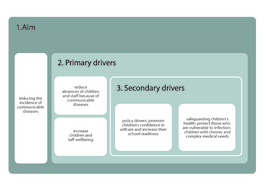 1.Aim
2. Primary drivers
3. Secondary drivers
reducing the
incidence of
communicable
diseases
reduce
absences of children
and staff because of
communicable
diseases
increase
children and
taff wellbeing
policy drivers: promote
children's confidence in
selfcare and increase their
school-readiness
safeguarding children's
health; protect those who
are vulnerable to infection,
children with chronic and
complex medical needs